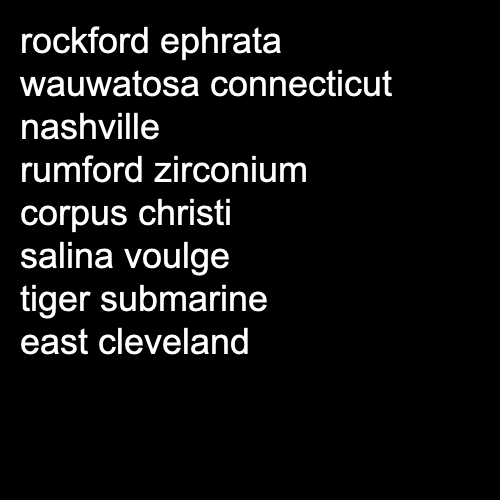 rockford ephrata
wauwatosa connecticut
nashville
rumford zirconium
corpus christi
salina voulge
tiger submarine
east cleveland